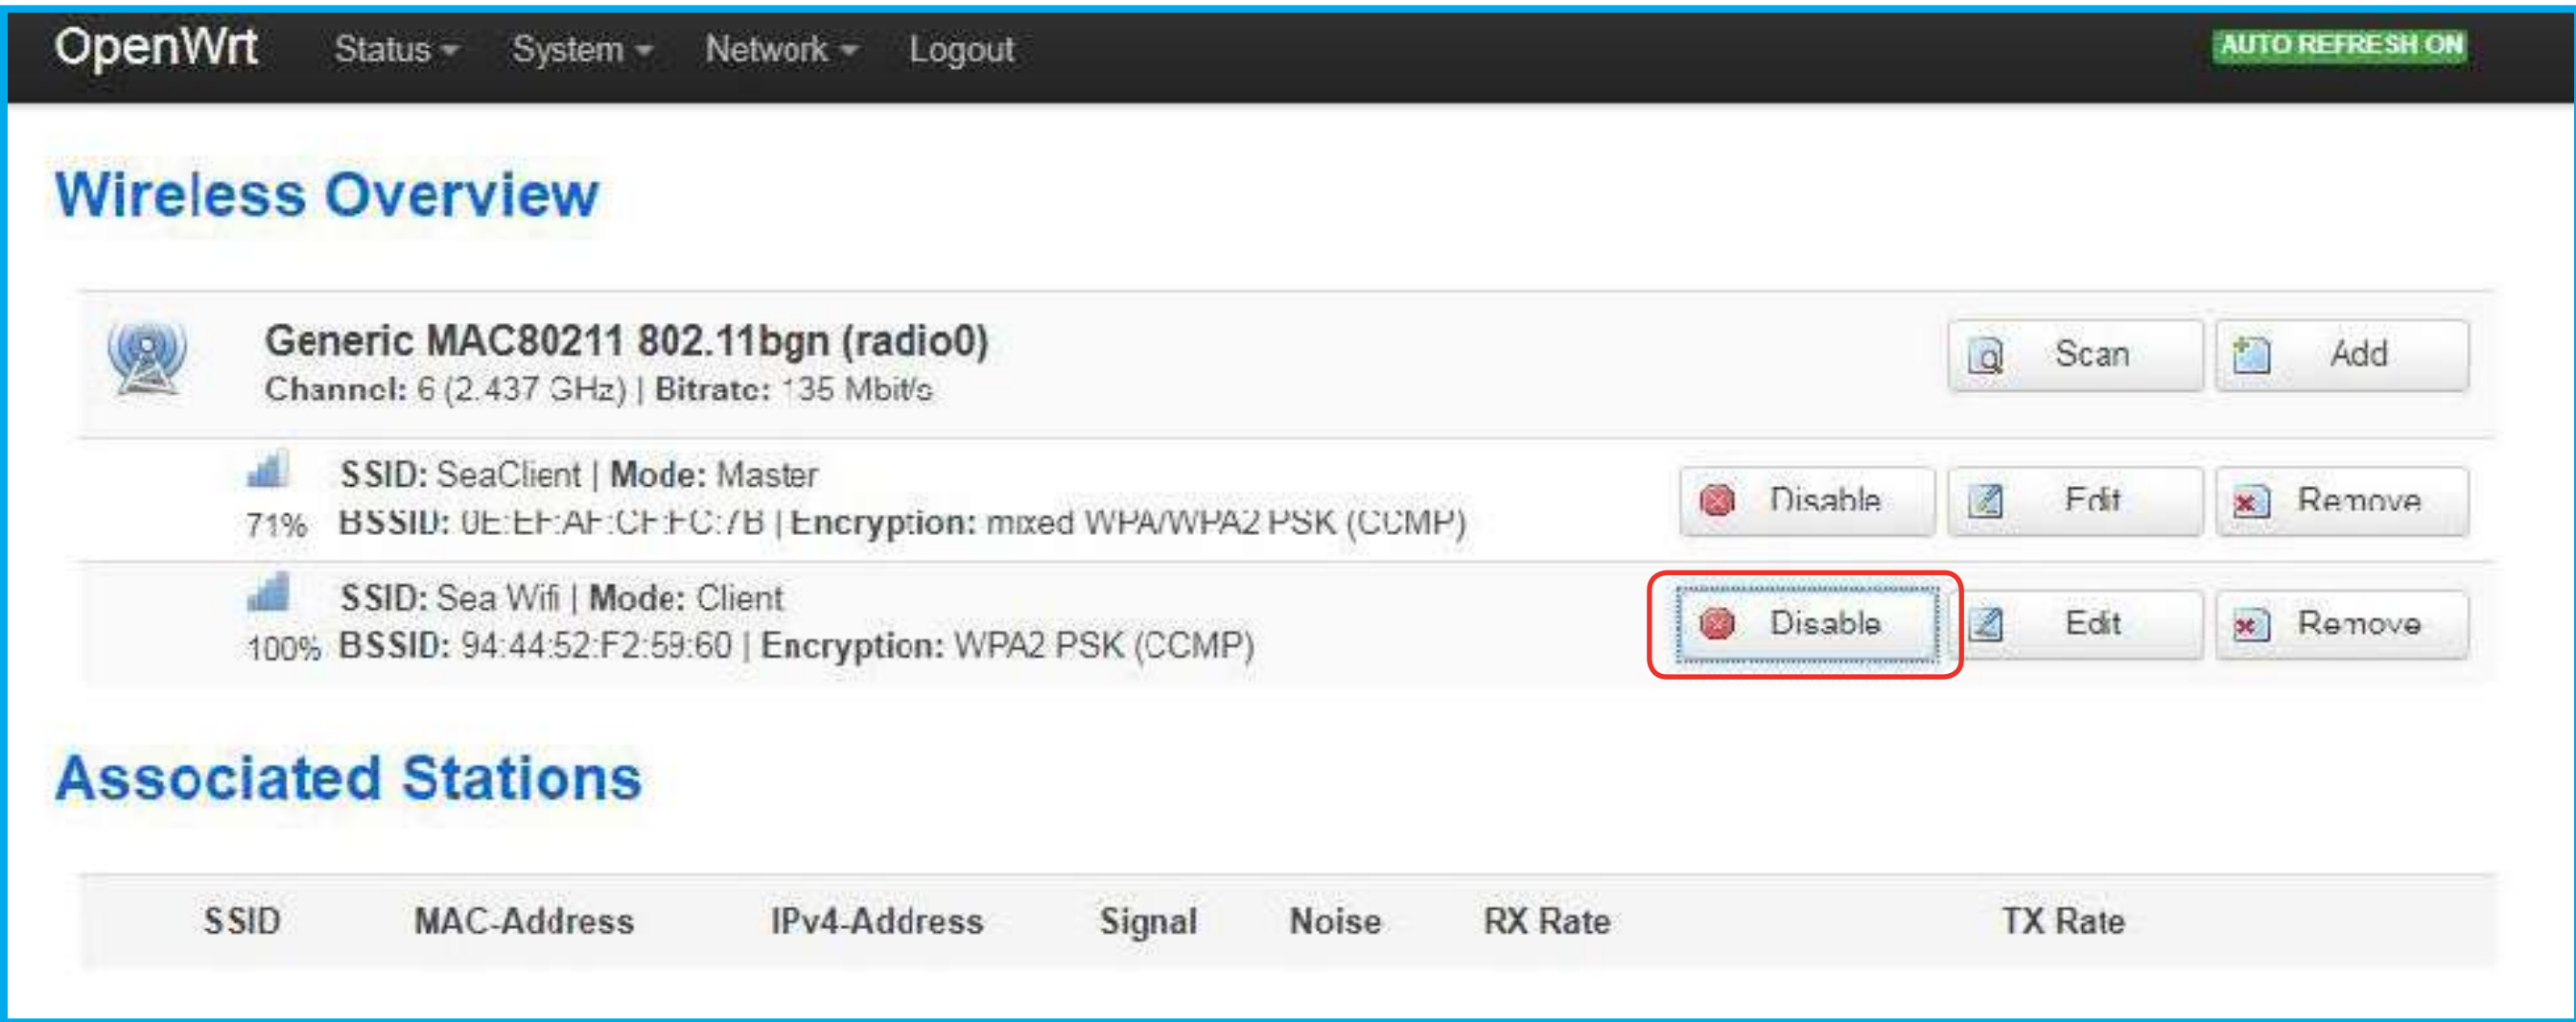 OpenWrt Status System Network Logout AUTO REFRESH ON
Wireless Overview
Generic MAC80211 802.11bgn (radio0)
Scan Add
Channel: 6 (2.437 GHz) | Bitrate: 135 Mbit/s
SSID: SeaClient | Mode: Master
Disable Edit Remove
71% BSSID: 0E:EF:AF:CF:FC:7B | Encryption: mixed WPA/WPA2 PSK (CCMP)
SSID: Sea Wifi | Mode: Client
Disable Edit Remove
100% BSSID: 94:44:52:F2:59:60 | Encryption: WPA2 PSK (CCMP)
Associated Stations
SSID MAC-Address IPv4-Address Signal Noise RX Rate TX Rate